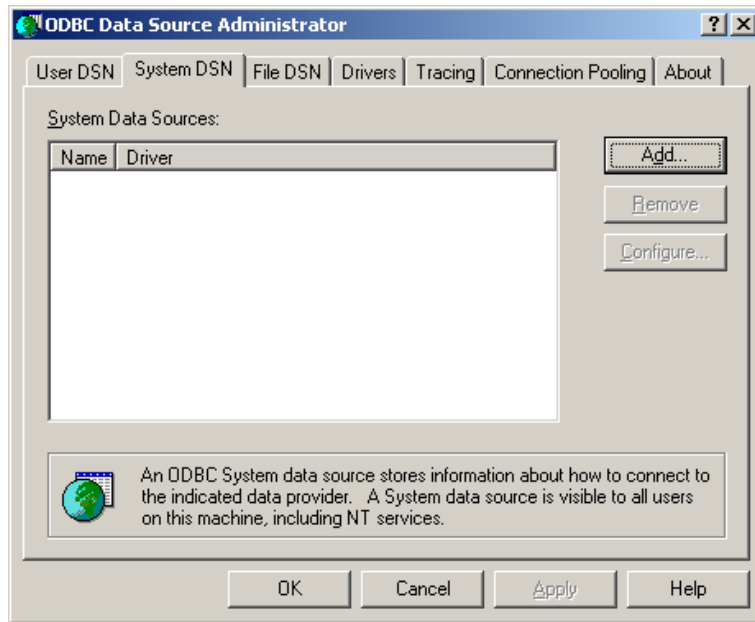 ODBC Data Source Administrator
User DSN System DSN File DSN Drivers Tracing Connection Pooling About
System Data Sources:
Name Driver
Add...
Remove
Configure...
An ODBC System data source stores information about how to connect to
the indicated data provider. A System data source is visible to all users
on this machine, including NT services.
OK Cancel Apply Help